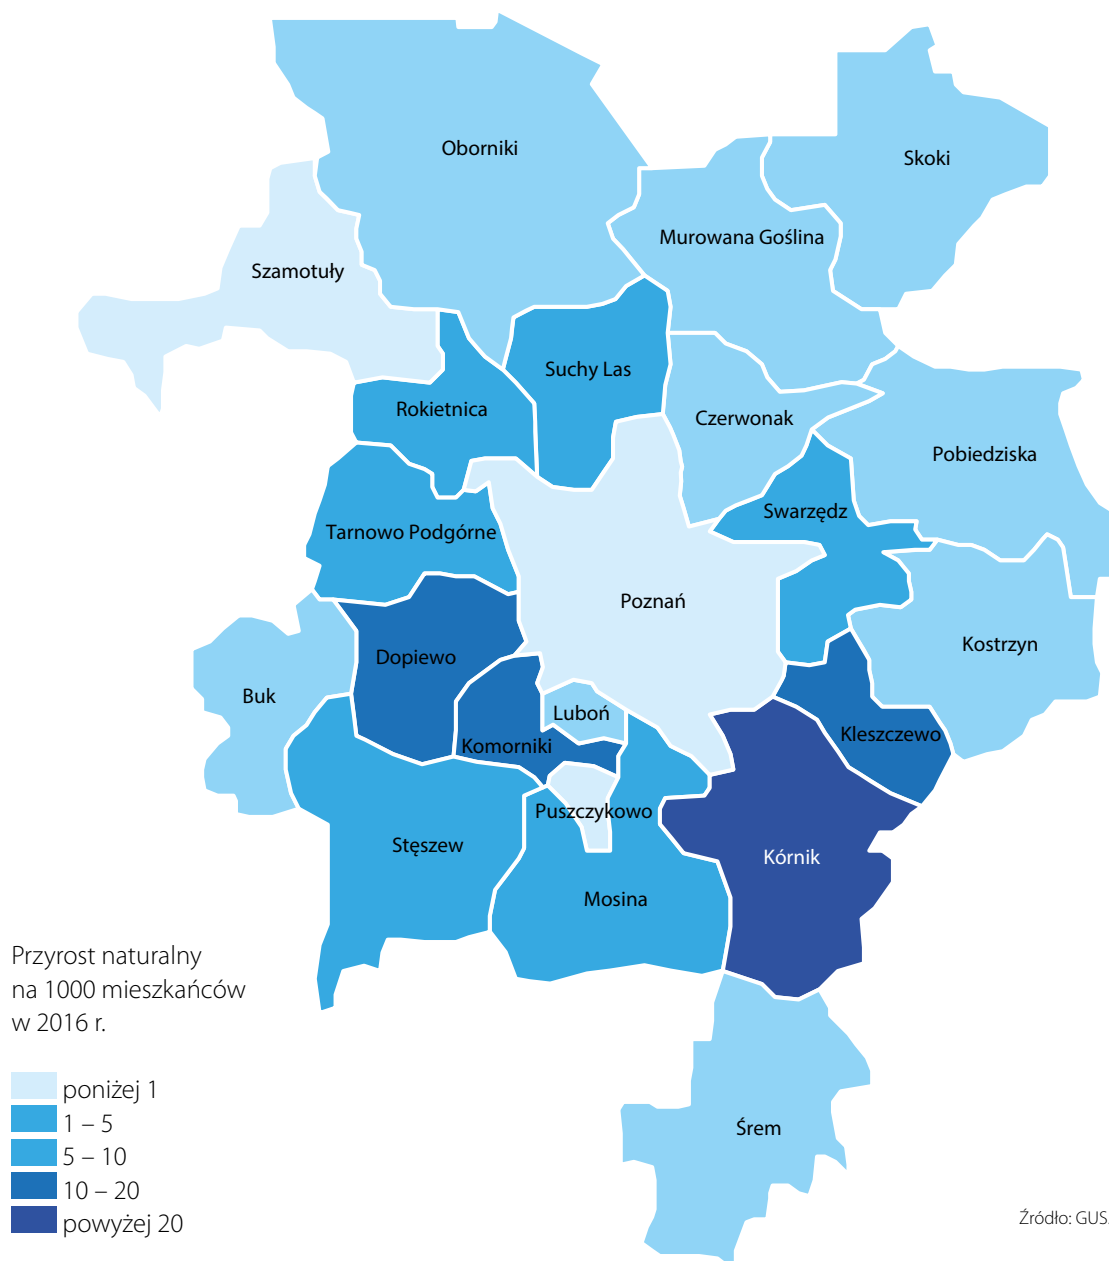 Oborniki
Skoki
Murowana Goślina
Szamotuły
Suchy Las
Rokietnica
Czerwonak
Pobiedziska
Swarzędz
Tarnowo Podgórne
Poznań
Kostrzyn
Dopiewo
Buk
Luboń
Kleszczewo
Komorniki
Puszczykowo
Stęszew
Kórnik
Mosina
Przyrost naturalny
na 1000 mieszkańców
w 2016 r.
poniżej 1
1 – 5
5 – 10
10 – 20
powyżej 20
Śrem
Źródło: GUS.